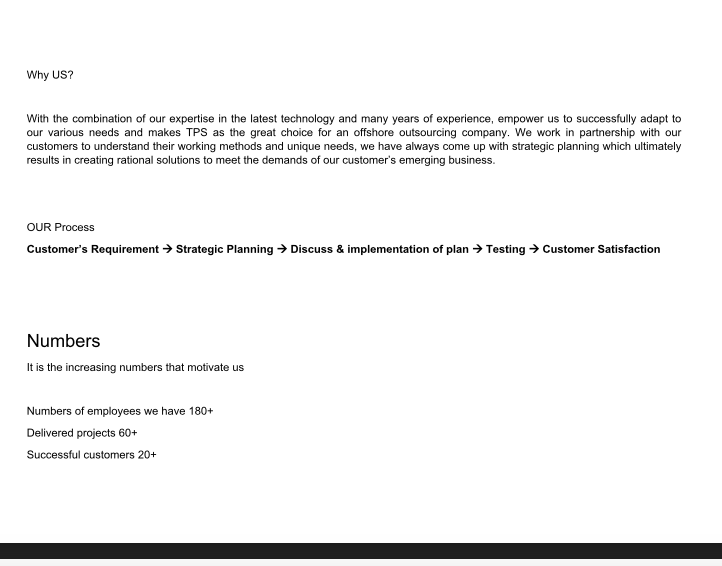 Why US?
With the combination of our expertise in the latest technology and many years of experience, empower us to successfully adapt to
our various needs and makes TPS as the great choice for an offshore outsourcing company. We work in partnership with our
customers to understand their working methods and unique needs, we have always come up with strategic planning which ultimately
results in creating rational solutions to meet the demands of our customer’s emerging business.
OUR Process
Customer’s Requirement → Strategic Planning → Discuss & implementation of plan → Testing → Customer Satisfaction
Numbers
It is the increasing numbers that motivate us
Numbers of employees we have 180+
Delivered projects 60+
Successful customers 20+